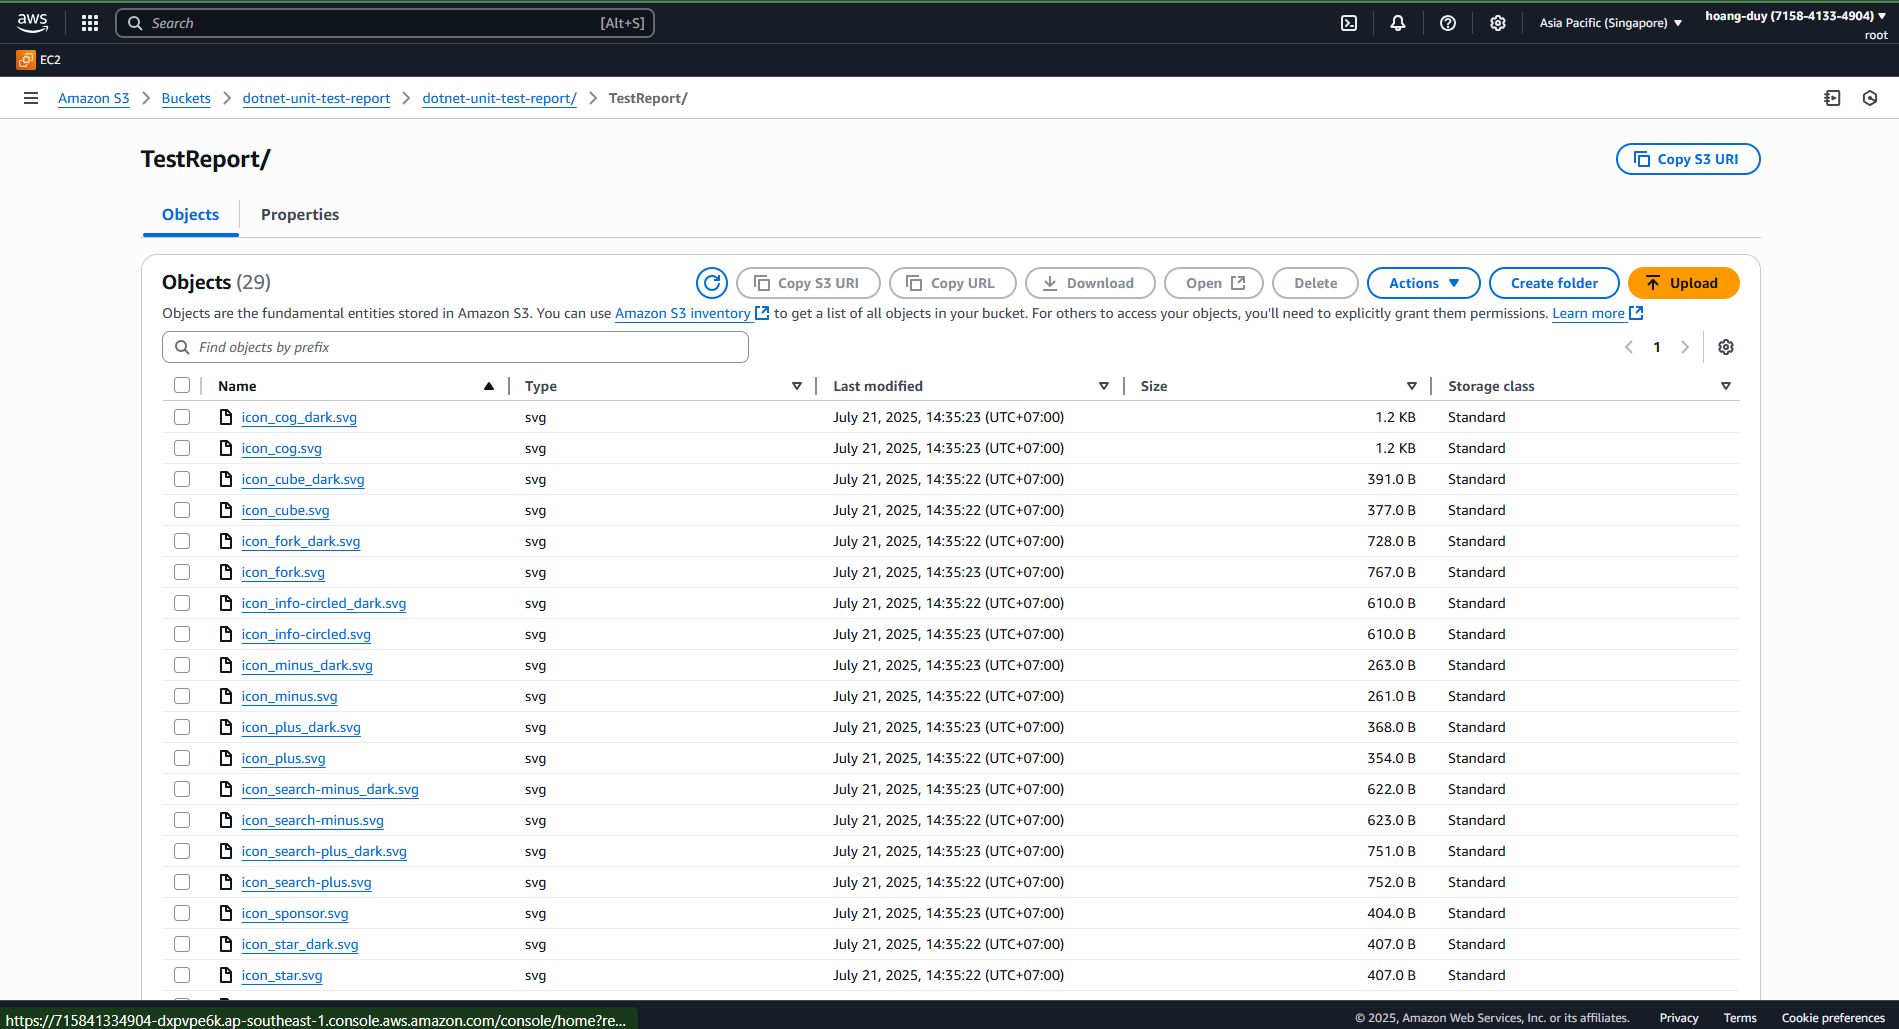 aws
Search [Alt+S]
Asia Pacific (Singapore)
hoang-duy (7158-4133-4904)
root
EC2
Amazon S3 > Buckets > dotnet-unit-test-report > dotnet-unit-test-report/ > TestReport/
TestReport/
Copy S3 URI
Objects Properties
Objects (29)
Copy S3 URI Copy URL Download Open Delete Actions Create folder Upload
Objects are the fundamental entities stored in Amazon S3. You can use Amazon S3 inventory to get a list of all objects in your bucket. For others to access your objects, you'll need to explicitly grant them permissions. Learn more
Find objects by prefix
1
Name Type Last modified Size Storage class
icon_cog_dark.svg svg July 21, 2025, 14:35:23 (UTC+07:00) 1.2 KB Standard
icon_cog.svg svg July 21, 2025, 14:35:23 (UTC+07:00) 1.2 KB Standard
icon_cube_dark.svg svg July 21, 2025, 14:35:22 (UTC+07:00) 391.0 B Standard
icon_cube.svg svg July 21, 2025, 14:35:22 (UTC+07:00) 377.0 B Standard
icon_fork_dark.svg svg July 21, 2025, 14:35:22 (UTC+07:00) 728.0 B Standard
icon_fork.svg svg July 21, 2025, 14:35:23 (UTC+07:00) 767.0 B Standard
icon_info-circled_dark.svg svg July 21, 2025, 14:35:22 (UTC+07:00) 610.0 B Standard
icon_info-circled.svg svg July 21, 2025, 14:35:23 (UTC+07:00) 610.0 B Standard
icon_minus_dark.svg svg July 21, 2025, 14:35:23 (UTC+07:00) 263.0 B Standard
icon_minus.svg svg July 21, 2025, 14:35:22 (UTC+07:00) 261.0 B Standard
icon_plus_dark.svg svg July 21, 2025, 14:35:23 (UTC+07:00) 368.0 B Standard
icon_plus.svg svg July 21, 2025, 14:35:23 (UTC+07:00) 354.0 B Standard
icon_search-minus_dark.svg svg July 21, 2025, 14:35:23 (UTC+07:00) 622.0 B Standard
icon_search-minus.svg svg July 21, 2025, 14:35:22 (UTC+07:00) 623.0 B Standard
icon_search-plus_dark.svg svg July 21, 2025, 14:35:22 (UTC+07:00) 751.0 B Standard
icon_search-plus.svg svg July 21, 2025, 14:35:22 (UTC+07:00) 752.0 B Standard
icon_sponsor.svg svg July 21, 2025, 14:35:23 (UTC+07:00) 404.0 B Standard
icon_star_dark.svg svg July 21, 2025, 14:35:22 (UTC+07:00) 407.0 B Standard
icon_star.svg svg July 21, 2025, 14:35:22 (UTC+07:00) 407.0 B Standard
https://715841334904-dxpvpe6k.ap-southeast-1.console.aws.amazon.com/console/home?re...
© 2025, Amazon Web Services, Inc. or its affiliates. Privacy Terms Cookie preferences